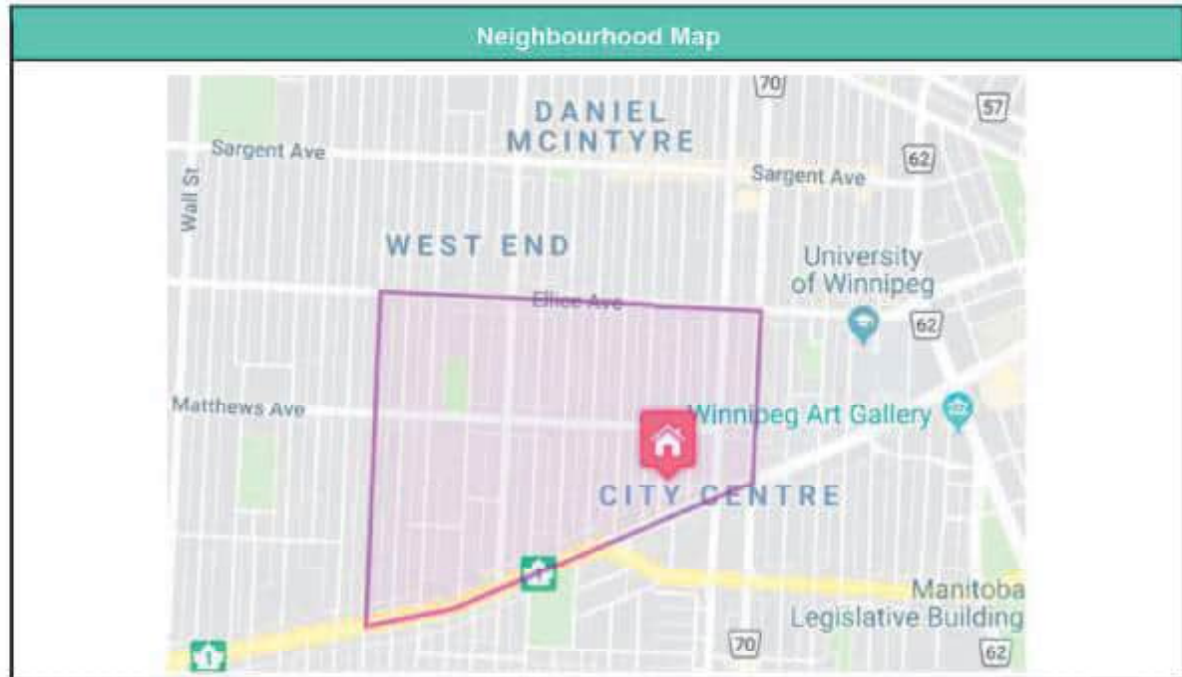 Neighbourhood Map
70
57
DANIEL
MCINTYRE
Sargent Ave
62
Sargent Ave
Wall St
WEST END
University
of Winnipeg
Ellice Ave
62
Matthews Ave
Winnipeg Art Gallery
CITY CENTRE
1
Manitoba
Legislative Building
70
62
1